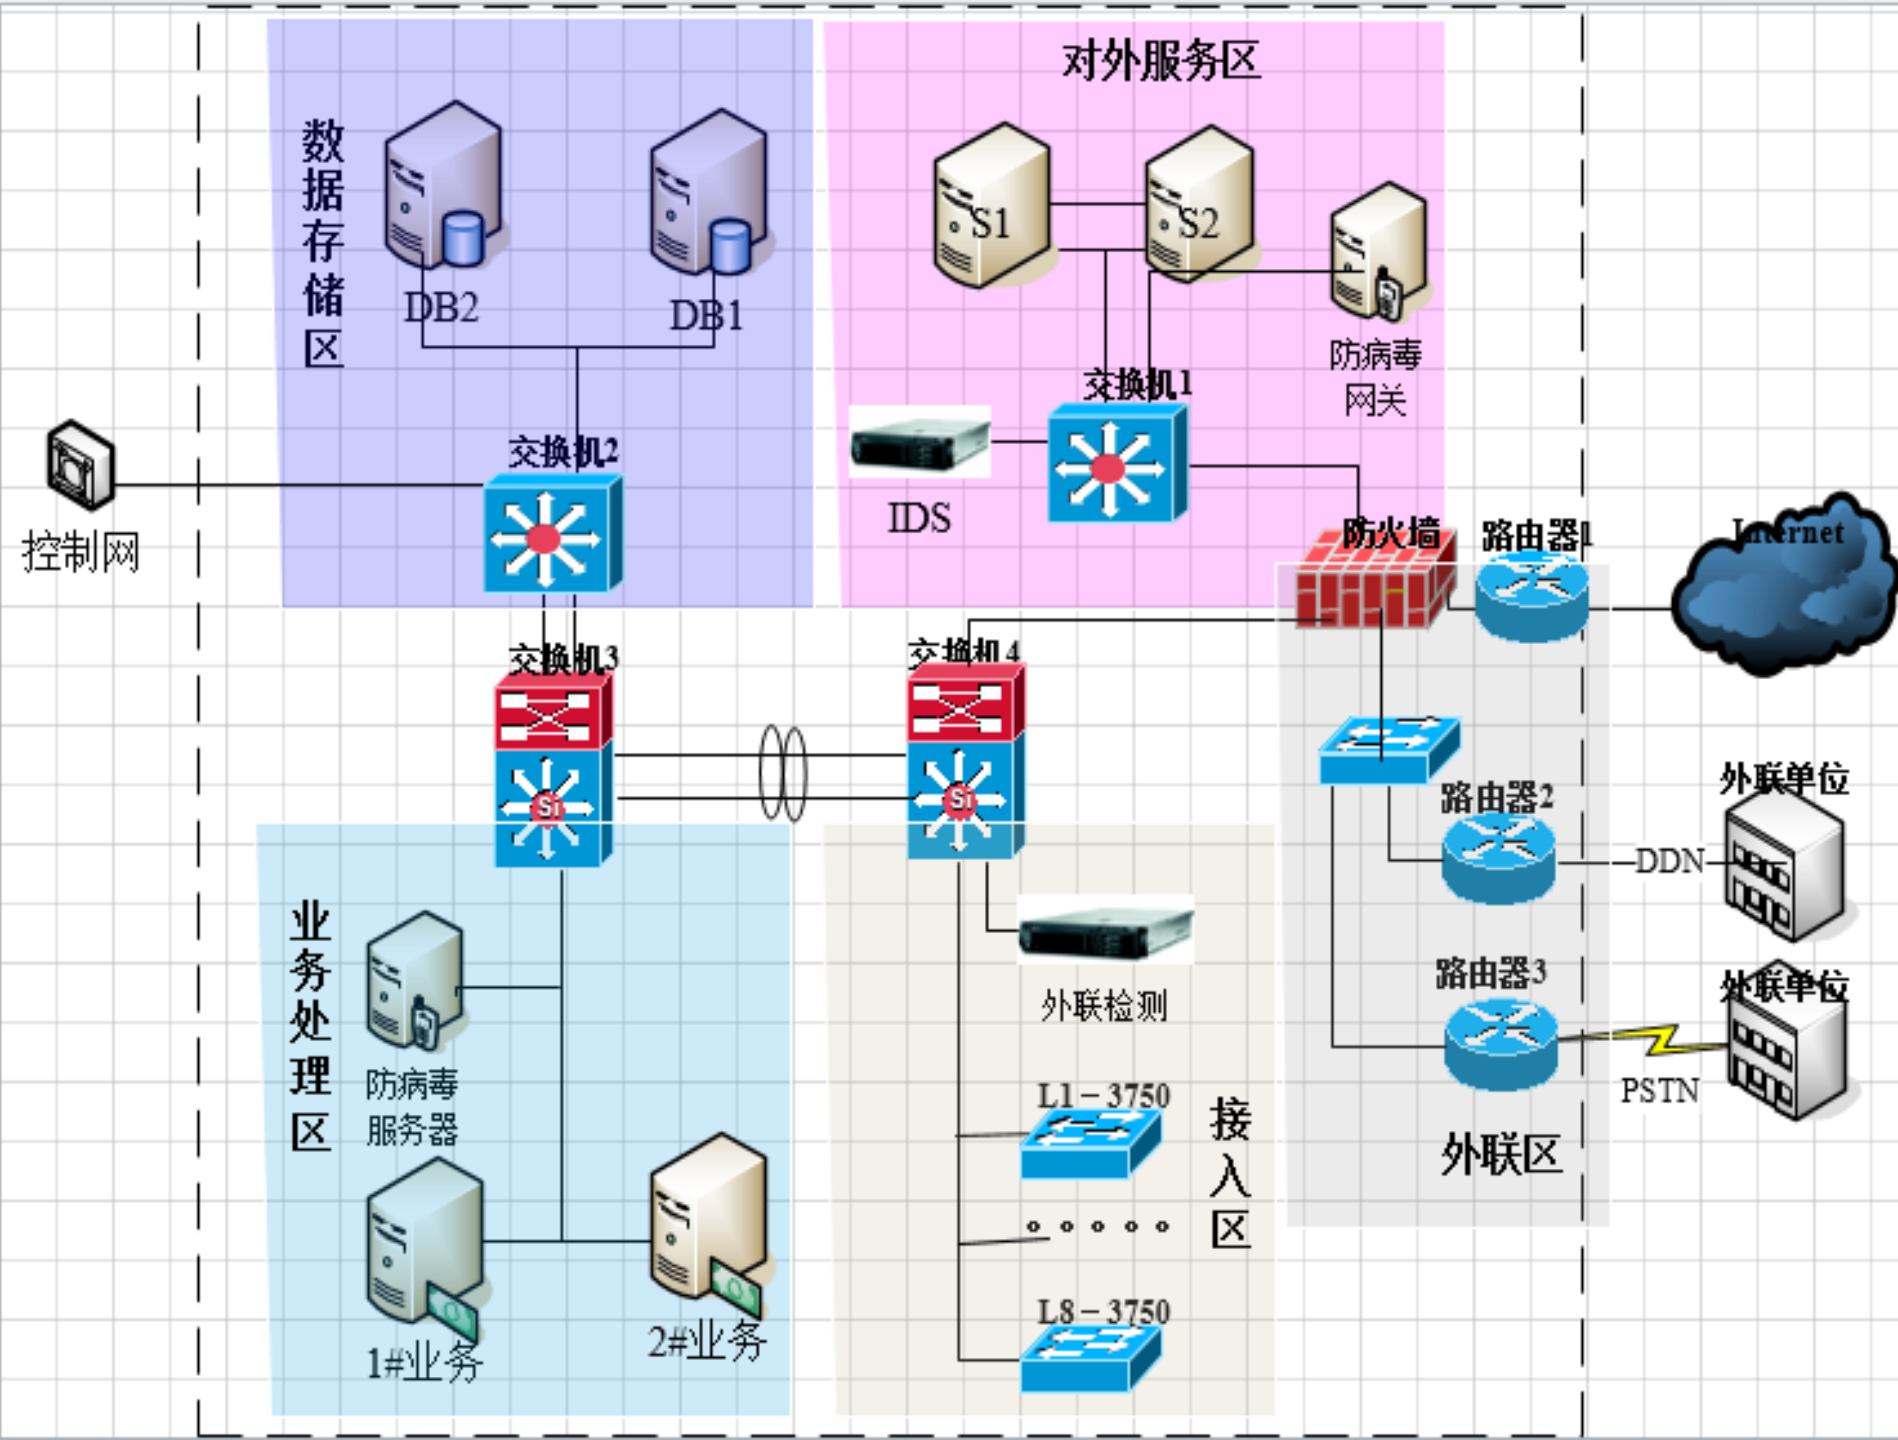 对外服务区
数据存储区
S1
S2
DB2
DB1
防病毒
网关
交换机1
交换机2
IDS
控制网
防火墙
路由器1
Internet
交换机3
交换机4
Si
Si
外联单位
路由器2
DDN
业务处理区
外联检测
路由器3
外联单位
防病毒
服务器
L1－3750
PSTN
接入区
外联区
L8－3750
1#业务
2#业务